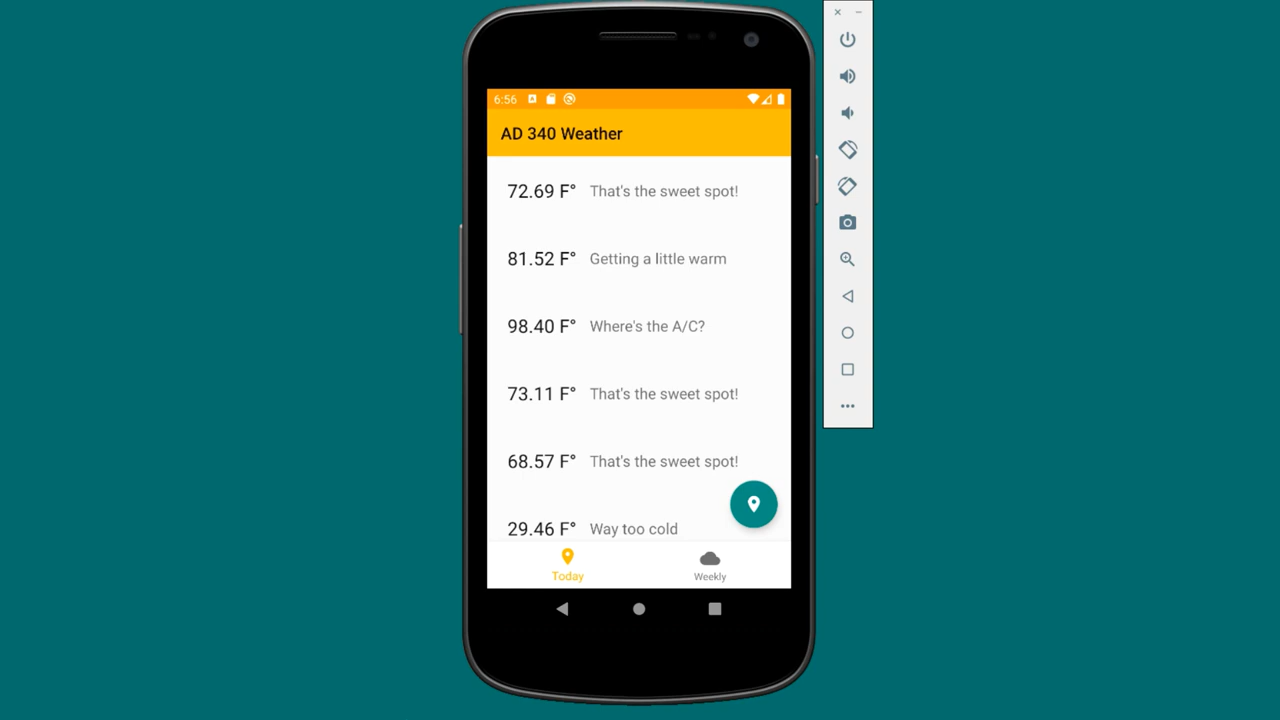 6:56
AD 340 Weather
72.69 F° That's the sweet spot!
81.52 F° Getting a little warm
98.40 F° Where's the A/C?
73.11 F° That's the sweet spot!
68.57 F° That's the sweet spot!
29.46 F° Way too cold
Today Weekly